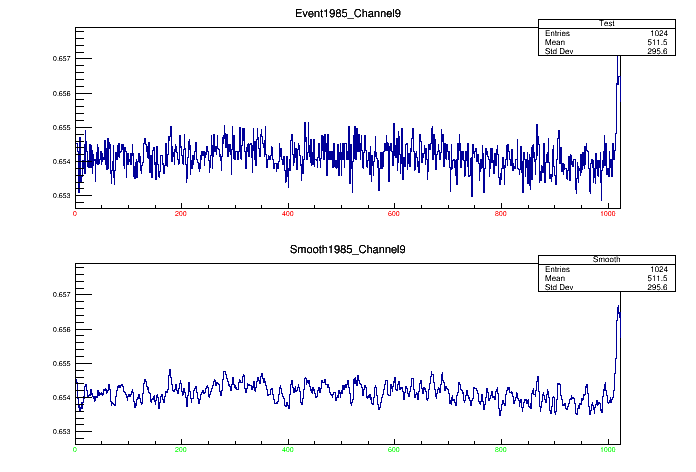 Event1985_Channel9
Test
Entries 1024
Mean 511.5
Std Dev 295.6
0.657
0.656
0.655
0.654
0.653
0 200 400 600 800 1000
Smooth1985_Channel9
Smooth
Entries 1024
Mean 511.5
Std Dev 295.6
0.657
0.656
0.655
0.654
0.653
0 200 400 600 800 1000